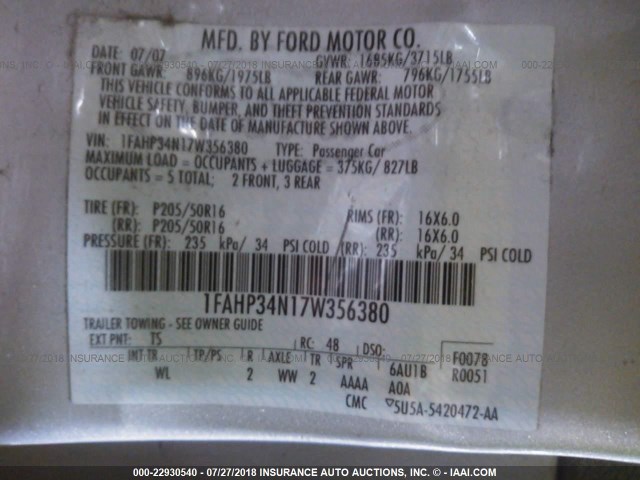 MFD. BY FORD MOTOR CO.
DATE: 07/07 GVWR: 1685KG/3715LB
FRONT GAWR: 896KG/1975LB REAR GAWR: 796KG/1755LB
THIS VEHICLE CONFORMS TO ALL APPLICABLE FEDERAL MOTOR
VEHICLE SAFETY, BUMPER, AND THEFT PREVENTION STANDARDS
IN EFFECT ON THE DATE OF MANUFACTURE SHOWN ABOVE.
VIN: 1FAHP34N17W356380 TYPE: Passenger Car
MAXIMUM LOAD = OCCUPANTS + LUGGAGE = 375KG/ 827LB
OCCUPANTS = 5 TOTAL; 2 FRONT, 3 REAR
TIRE (FR): P205/50R16 RIMS (FR): 16X6.0
(RR): P205/50R16 (RR): 16X6.0
PRESSURE (FR): 235 kPa/ 34 PSI COLD (RR): 235 kPa/ 34 PSI COLD
1FAHP34N17W356380
TRAILER TOWING - SEE OWNER GUIDE
EXT PNT: TS RC: 48 DSO: F0078
INT TR TP/PS R AXLE TR SPR 6AU1B R0051
WL 2 WW 2 AAAA A0A
CMC ▽5U5A-5420472-AA
000-22930540 - 07/27/2018 INSURANCE AUTO AUCTIONS, INC. - IAAI.COM